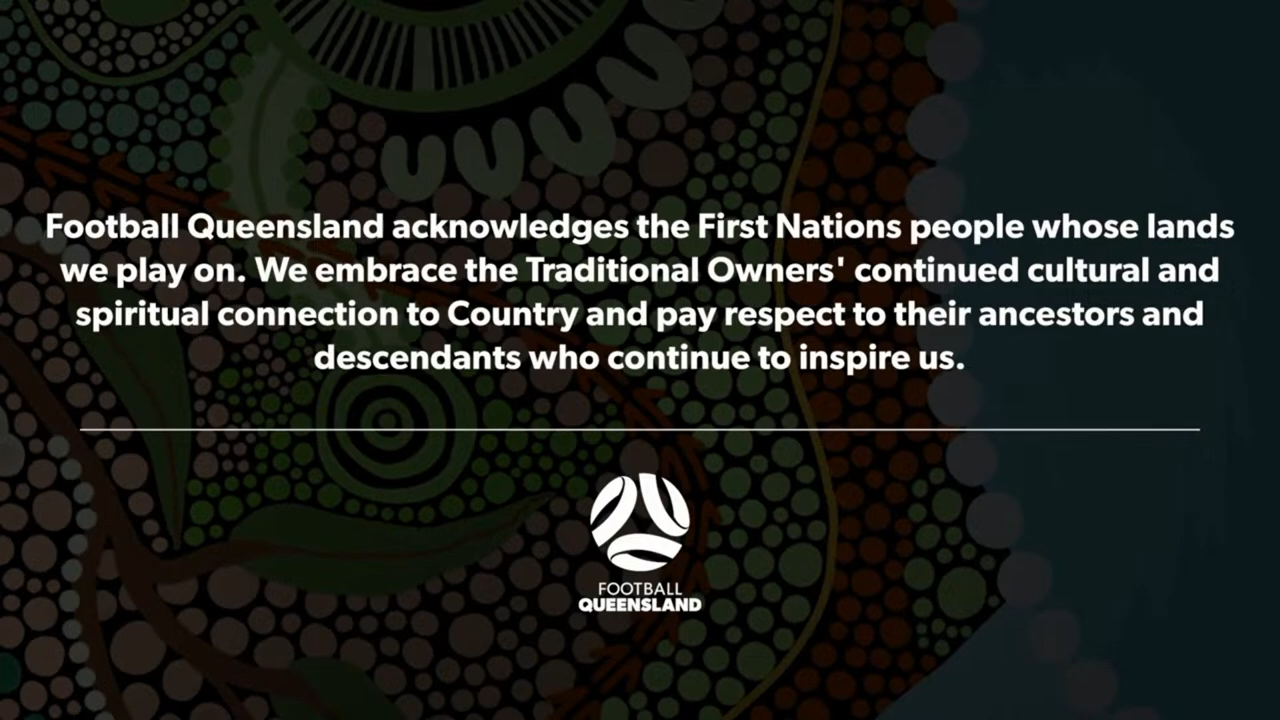 Football Queensland acknowledges the First Nations people whose lands
we play on. We embrace the Traditional Owners' continued cultural and
spiritual connection to Country and pay respect to their ancestors and
descendants who continue to inspire us.
FOOTBALL
QUEENSLAND